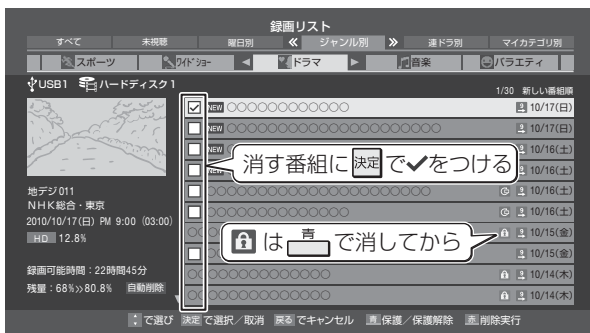 録画リスト
すべて 未視聴 曜日別 ≪ ジャンル別 ≫ 連ドラ別 マイカテゴリ別
スポーツ ワイドショー ◀ ドラマ ▶ 音楽 バラエティ
USB1 ハードディスク1
1/30 新しい番組順
NEW ○○○○○○○○○○○○○ 10/17(日)
NEW ○○○○○○○○○○○○○○○○○○○○○○○ 10/17(日)
NEW 10/16(土)
NEW 10/16(土)
消す番組に 決定 で✔をつける
地デジ011
NHK総合・東京
2010/10/17(日) PM 9:00 (03:00)
HD 12.8%
○○○○○○○○○○○○○○○○○○○○○○○ 10/16(土)
○○○○○○○○○○○○○○○ 10/16(土)
10/15(金)
は 青 で消してから
10/15(金)
○○○○○○○○○○○○○○ 10/14(木)
○○○○○○○○○○○○○○ 10/14(木)
録画可能時間:22時間45分
残量:68%≫80.8% 自動削除
で選び 決定 で選択/取消 戻る でキャンセル 青 保護/保護解除 赤 削除実行